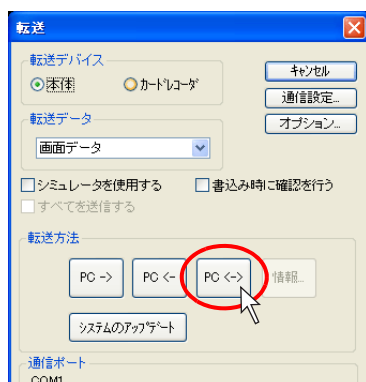 転送
転送デバイス
本体
カードレコーダ
キャンセル
通信設定...
転送データ
オプション...
画面データ
シミュレータを使用する
書込み時に確認を行う
すべてを送信する
転送方法
PC ->
PC <-
PC <->
情報...
システムのアップデート
通信ポート
COM1